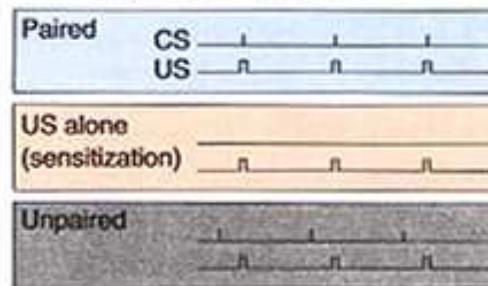 Paired
CS
US
US alone
(sensitization)
Unpaired